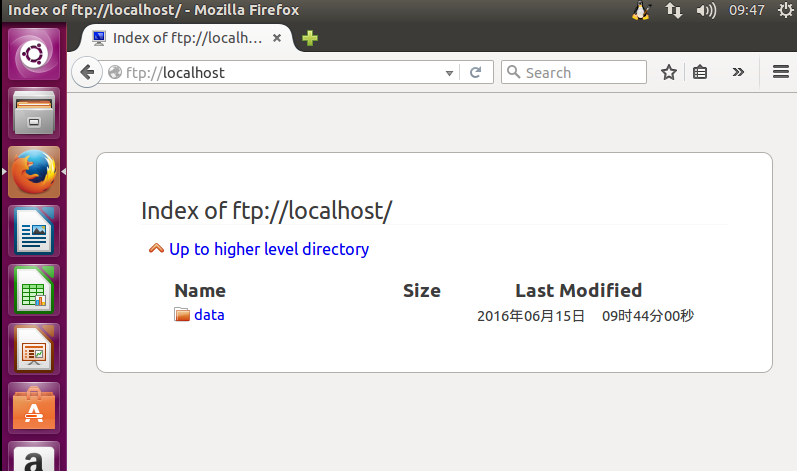 Index of ftp://localhost/ - Mozilla Firefox
09:47
Index of ftp://localh...
ftp://localhost
Search
Index of ftp://localhost/
Up to higher level directory
Name Size Last Modified
data 2016年06月15日 09时44分00秒
a